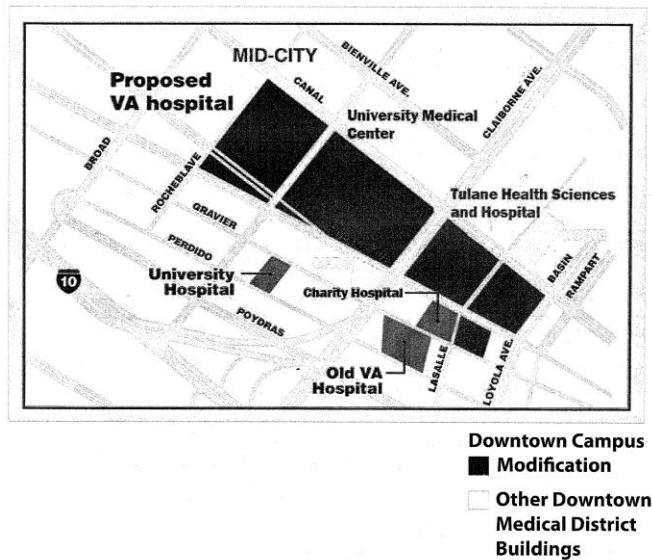 MID-CITY
BIENVILLE AVE.
Proposed
VA hospital
CANAL
CLAIBORNE AVE.
University Medical
Center
BROAD
ROCHEBLAVE
Tulane Health Sciences
and Hospital
GRAVIER
PERDIDO
BASIN
RAMPART
10
University
Hospital
Charity Hospital
POYDRAS
Old VA
Hospital
LASALLE
LOYOLA AVE.
Downtown Campus
Modification
Other Downtown
Medical District
Buildings